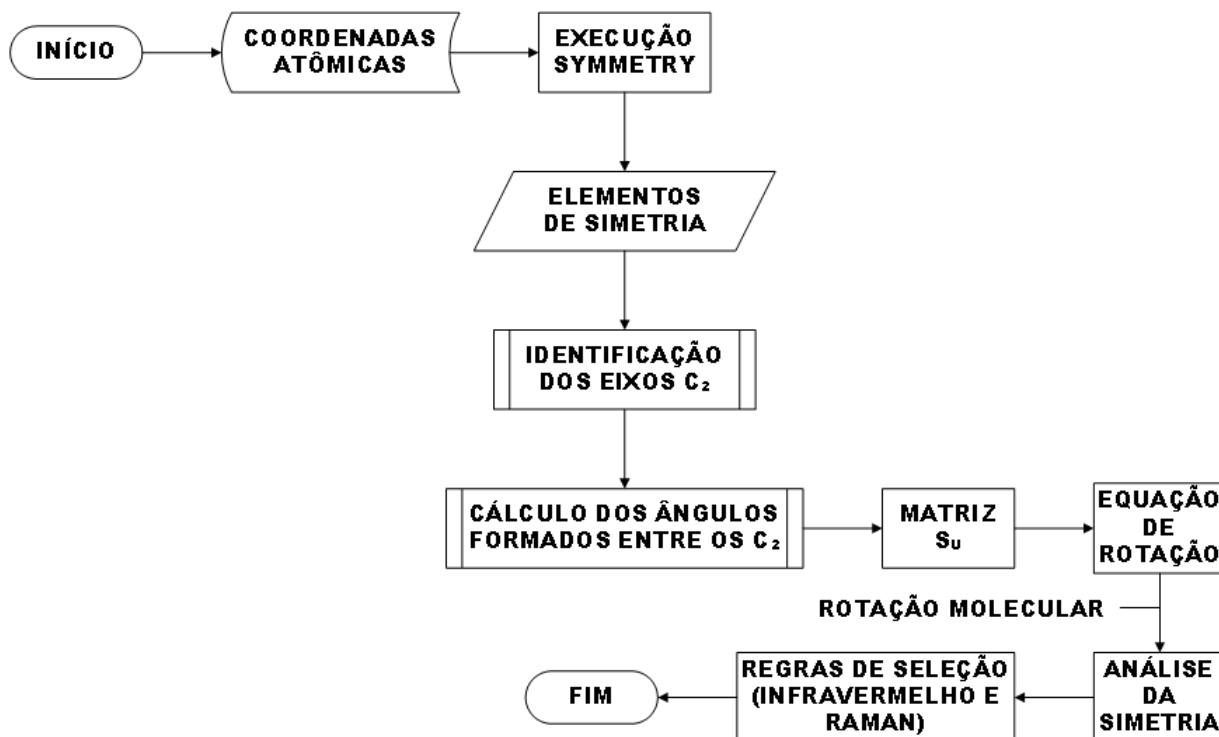 INÍCIO
COORDENADAS
ATÔMICAS
EXECUÇÃO
SYMMETRY
ELEMENTOS
DE SIMETRIA
IDENTIFICAÇÃO
DOS EIXOS C₂
CÁLCULO DOS ÂNGULOS
FORMADOS ENTRE OS C₂
MATRIZ
Sᵤ
EQUAÇÃO
DE
ROTAÇÃO
ROTAÇÃO MOLECULAR
ANÁLISE
DA
SIMETRIA
REGRAS DE SELEÇÃO
(INFRAVERMELHO E
RAMAN)
FIM